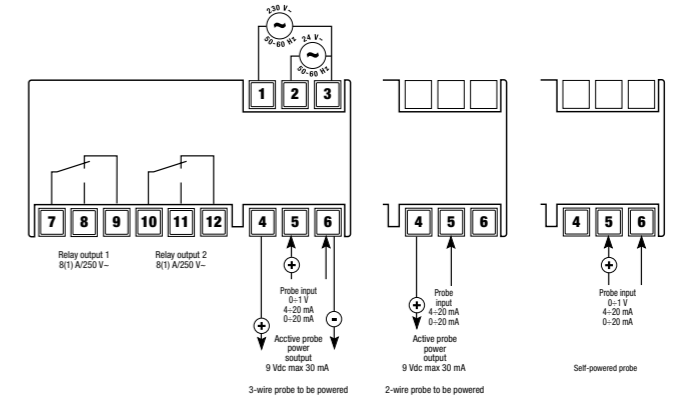 230 V~
50-60 Hz
24 V~
50-60 Hz
1 2 3
7 8 9 10 11 12 4 5 6
4 5 6
4 5 6
Relay output 1
8(1) A/250 V~
Relay output 2
8(1) A/250 V~
+
Probe input
0÷1 V
4÷20 mA
0÷20 mA
+
-
Acctive probe
power
soutput
9 Vdc max 30 mA
3-wire probe to be powered
Probe
input
4÷20 mA
0÷20 mA
+
Active probe
power
output
9 Vdc max 30 mA
2-wire probe to be powered
+
Probe input
0÷1 V
4÷20 mA
0÷20 mA
Self-powered probe